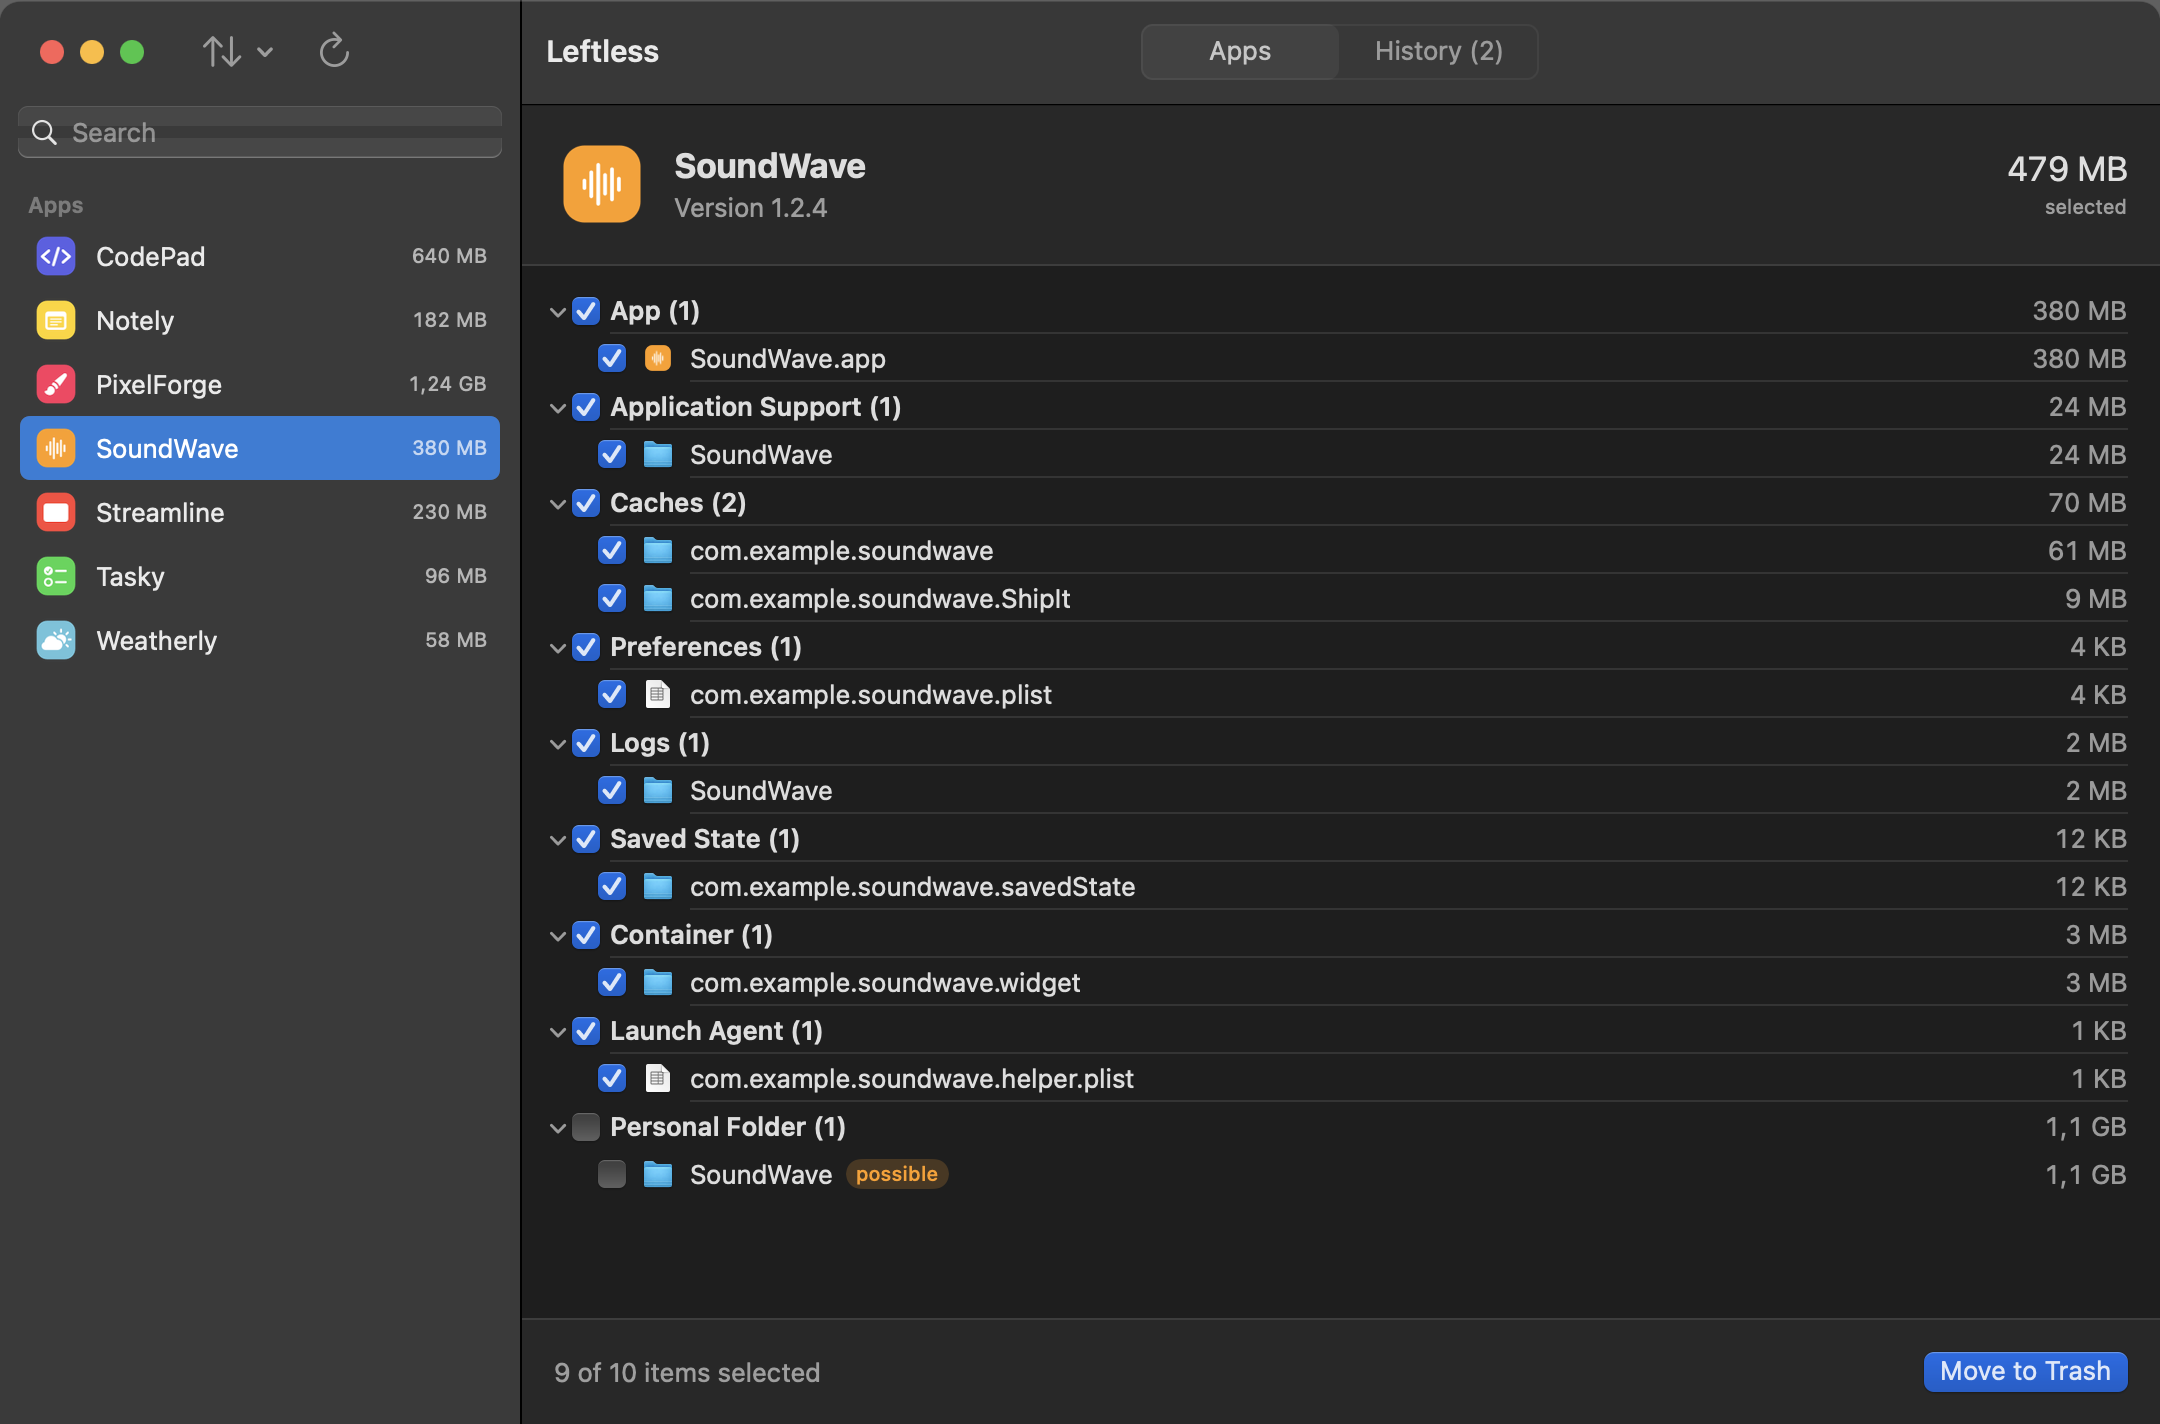 Leftless
Apps
History (2)
Search
Apps
CodePad 640 MB
Notely 182 MB
PixelForge 1,24 GB
SoundWave 380 MB
Streamline 230 MB
Tasky 96 MB
Weatherly 58 MB
SoundWave
Version 1.2.4
479 MB
selected
App (1) 380 MB
SoundWave.app 380 MB
Application Support (1) 24 MB
SoundWave 24 MB
Caches (2) 70 MB
com.example.soundwave 61 MB
com.example.soundwave.ShipIt 9 MB
Preferences (1) 4 KB
com.example.soundwave.plist 4 KB
Logs (1) 2 MB
SoundWave 2 MB
Saved State (1) 12 KB
com.example.soundwave.savedState 12 KB
Container (1) 3 MB
com.example.soundwave.widget 3 MB
Launch Agent (1) 1 KB
com.example.soundwave.helper.plist 1 KB
Personal Folder (1) 1,1 GB
SoundWave possible 1,1 GB
9 of 10 items selected
Move to Trash